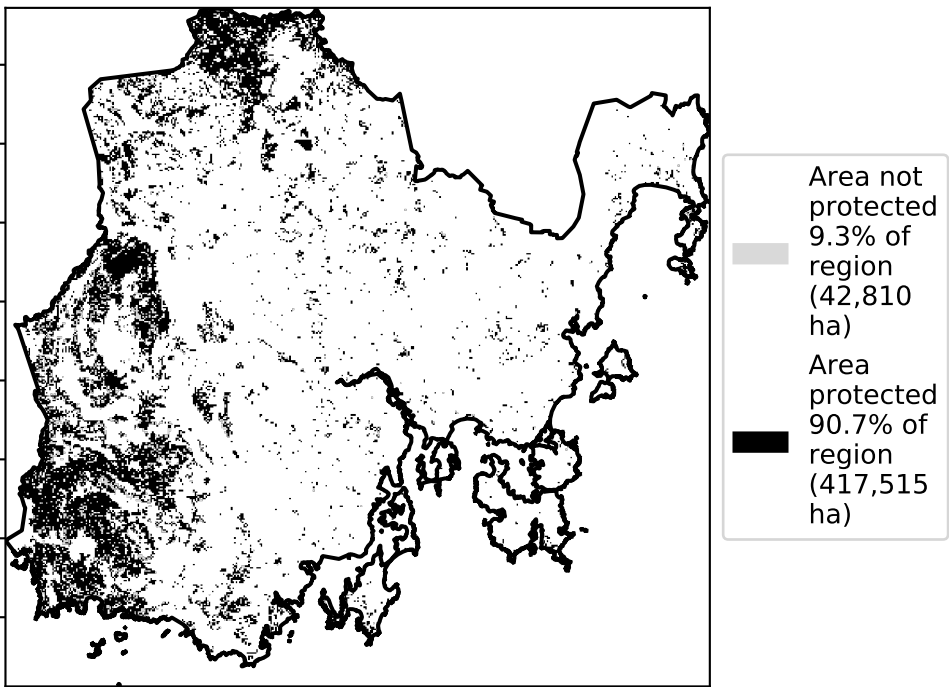 Area not
protected
9.3% of
region
(42,810
ha)
Area
protected
90.7% of
region
(417,515
ha)